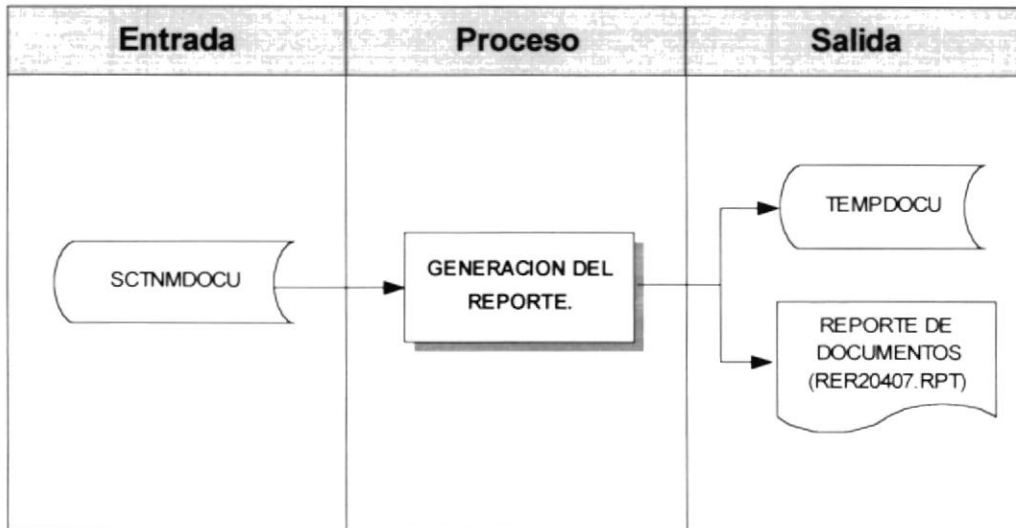 Entrada
Proceso
Salida
SCTNMDOCU
GENERACION DEL
REPORTE.
TEMPDOCU
REPORTE DE
DOCUMENTOS
(RER20407.RPT)